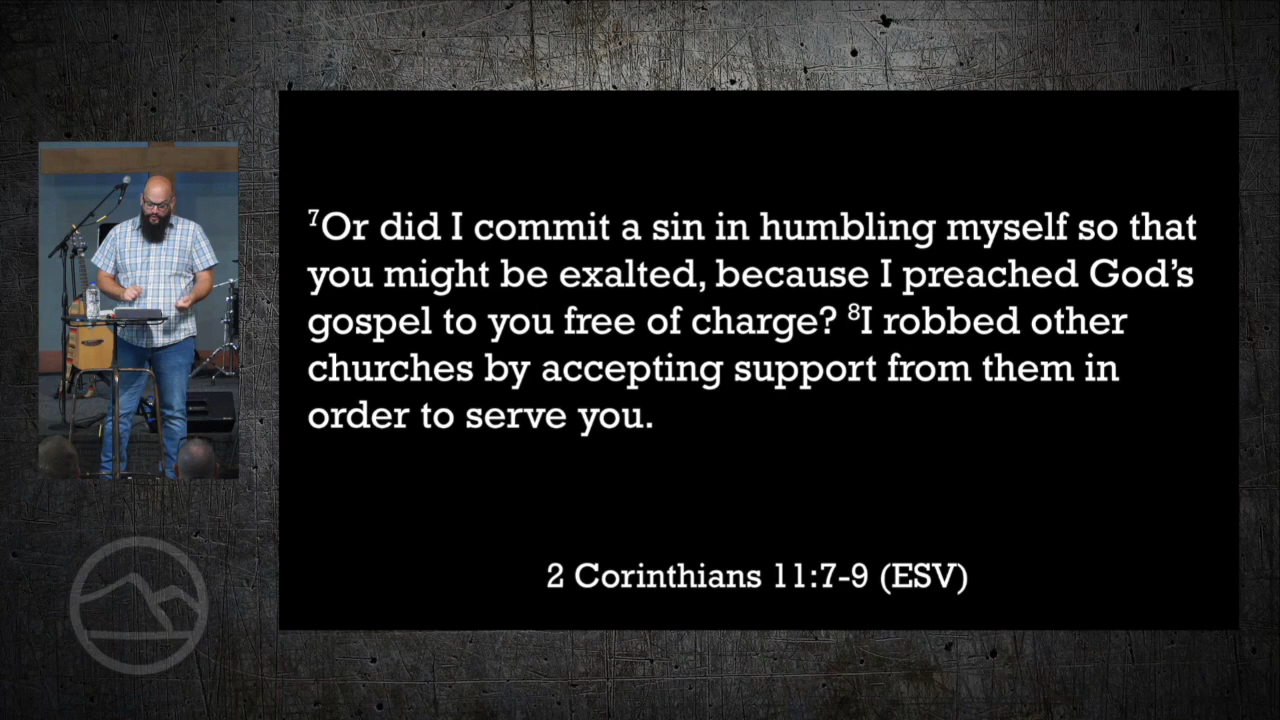 ⁷Or did I commit a sin in humbling myself so that
you might be exalted, because I preached God’s
gospel to you free of charge? ⁸I robbed other
churches by accepting support from them in
order to serve you.
2 Corinthians 11:7-9 (ESV)